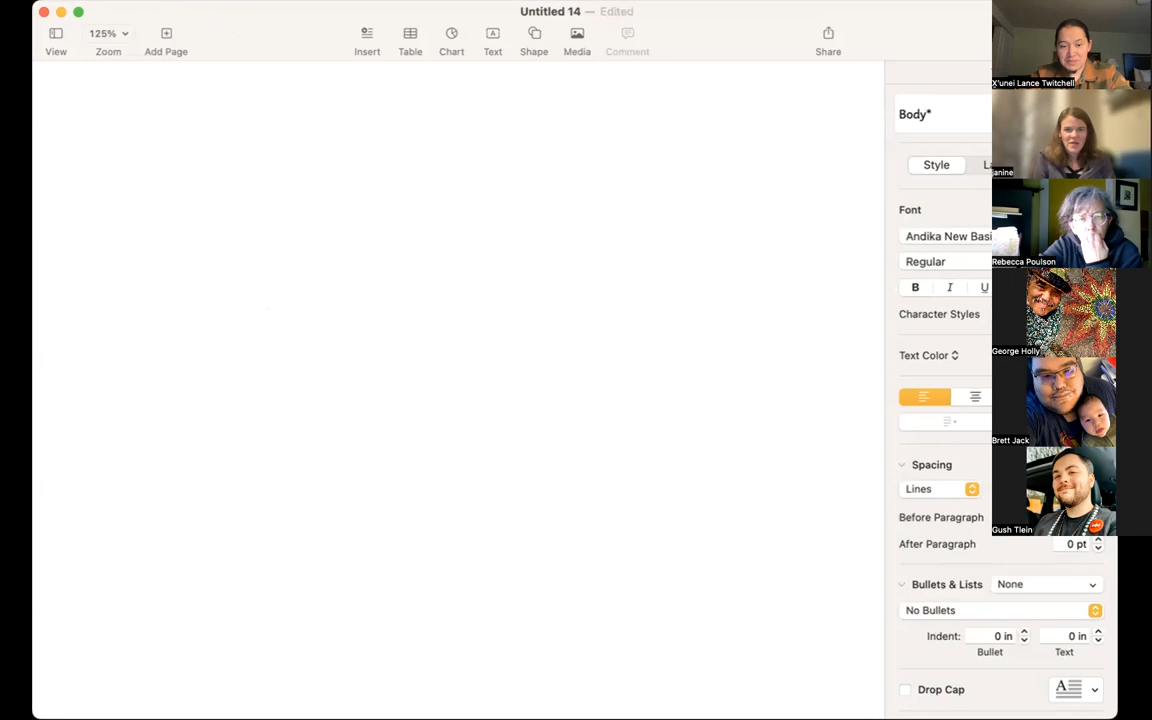 Untitled 14 — Edited
125%
View
Zoom
Add Page
Insert
Table
Chart
Text
Shape
Media
Comment
Share
Body*
Style
La
Font
Andika New Basi
Regular
B I U
Character Styles
Text Color
Spacing
Lines
Before Paragraph
After Paragraph
0 pt
Bullets & Lists
None
No Bullets
Indent:
0 in
0 in
Bullet
Text
Drop Cap
X̱'unei Lance Twitchell
Janine
Rebecca Poulson
George Holly
Brett Jack
Gush Tlein